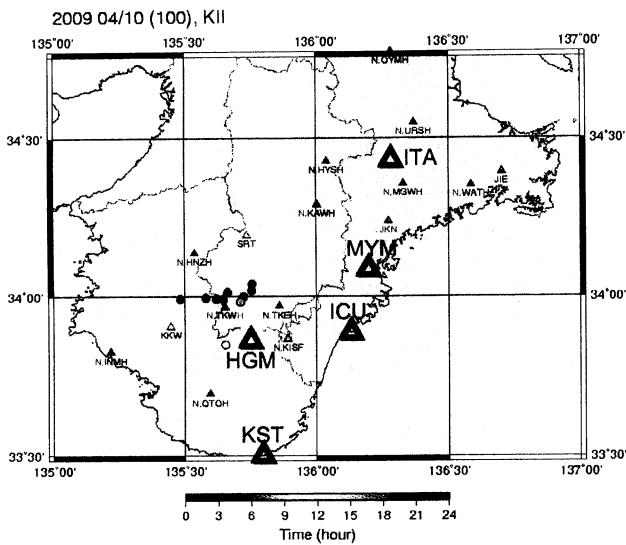 2009 04/10 (100), KII
135˚00' 135˚30' 136˚00' 136˚30' 137˚00'
N.OYMH
N.URSH
34˚30' 34˚30'
ITA
N.HYSH
JIE
N.MGWH N.WATH
N.KAWH
JKN
SRT
MYM
N.HNZH
34˚00' 34˚00'
N.TKWH N.TKEH ICU
KKW
N.KISF
HGM
N.INMH
N.OTOH
KST
33˚30' 33˚30'
135˚00' 135˚30' 136˚00' 136˚30' 137˚00'
0 3 6 9 12 15 18 21 24
Time (hour)